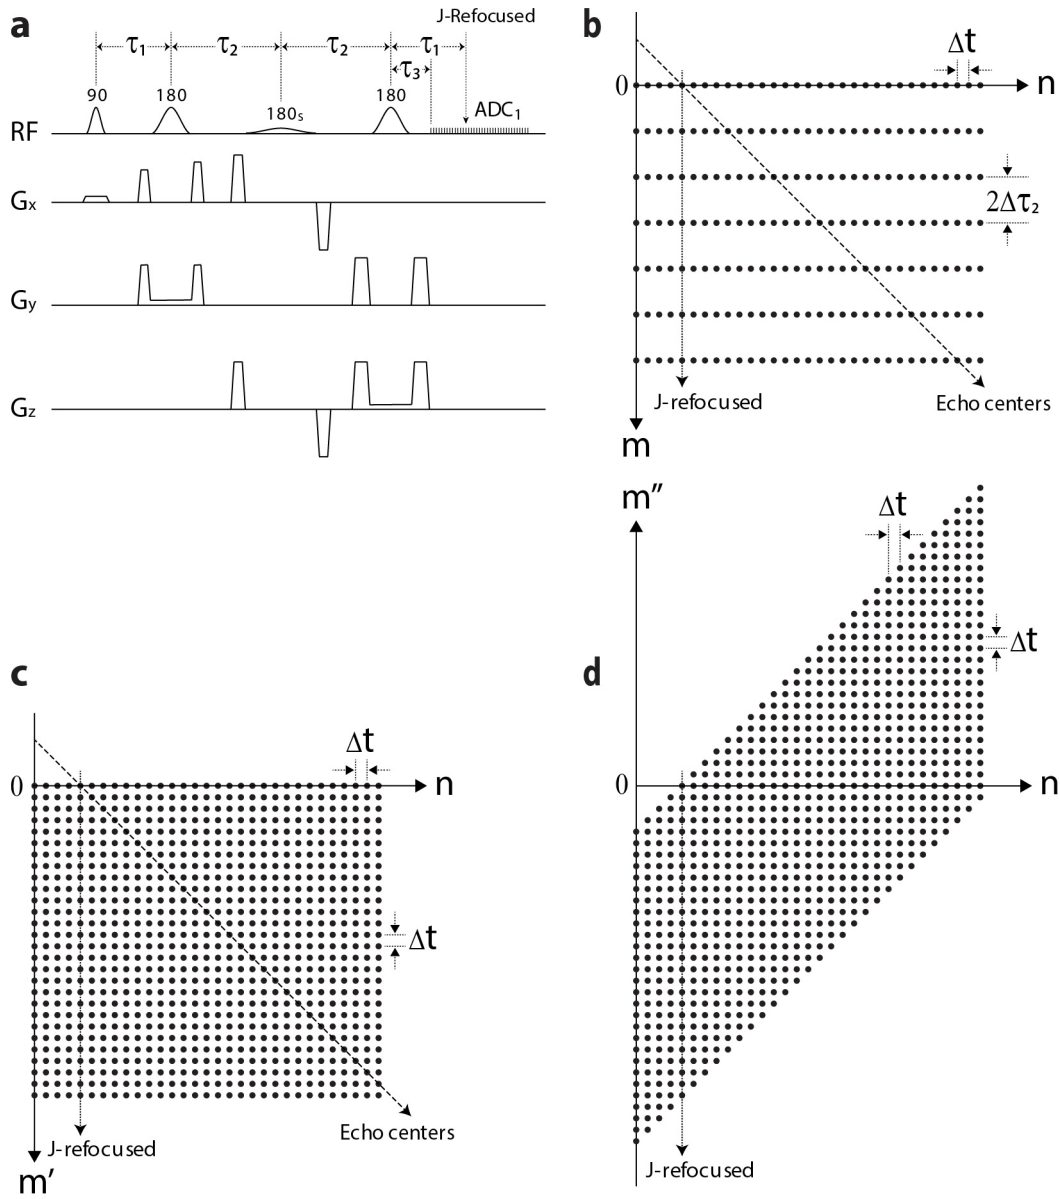 a
J-Refocused
τ1 τ2 τ2 τ1
τ3
90 180 180s 180
RF ADC1
Gx
Gy
Gz
b
Δt
0 n
2Δτ2
J-refocused Echo centers
m
c
Δt
0 n
Δt
Echo centers
J-refocused
m′
d
m″
Δt
Δt
0 n
J-refocused